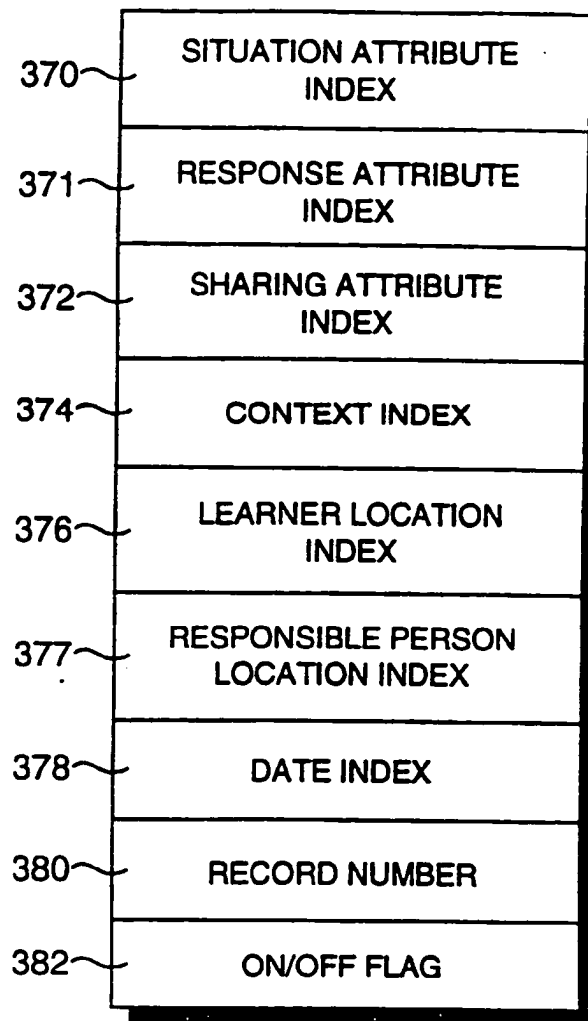 370 SITUATION ATTRIBUTE
INDEX
371 RESPONSE ATTRIBUTE
INDEX
372 SHARING ATTRIBUTE
INDEX
374 CONTEXT INDEX
376 LEARNER LOCATION
INDEX
377 RESPONSIBLE PERSON
LOCATION INDEX
378 DATE INDEX
380 RECORD NUMBER
382 ON/OFF FLAG